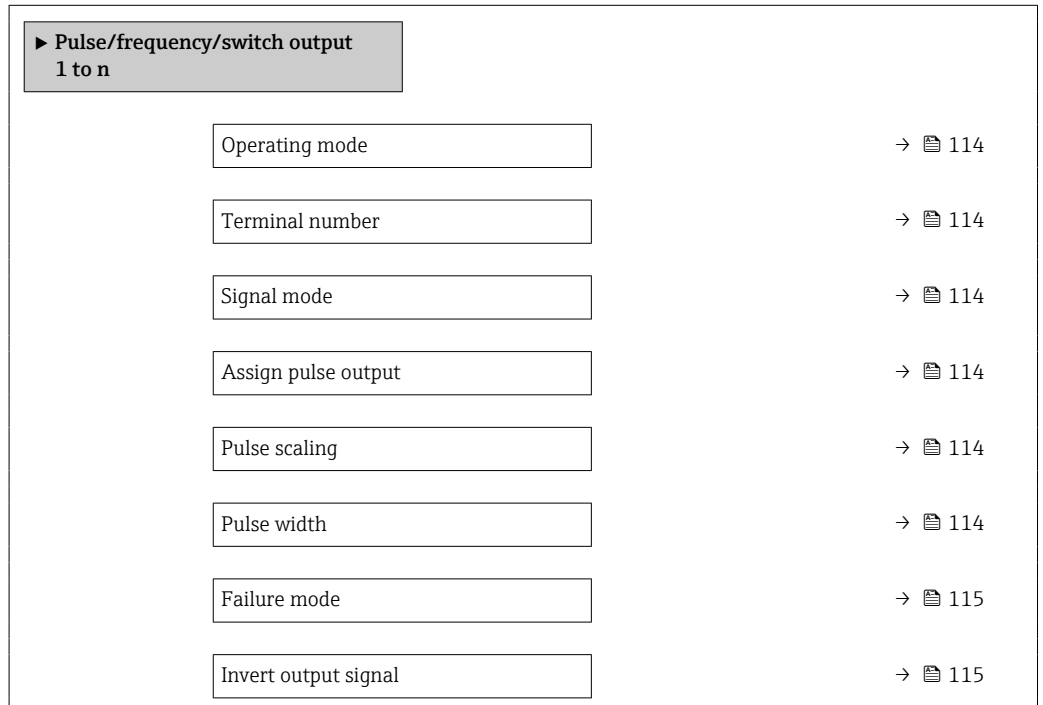 ▶ Pulse/frequency/switch output
1 to n
Operating mode → 114
Terminal number → 114
Signal mode → 114
Assign pulse output → 114
Pulse scaling → 114
Pulse width → 114
Failure mode → 115
Invert output signal → 115